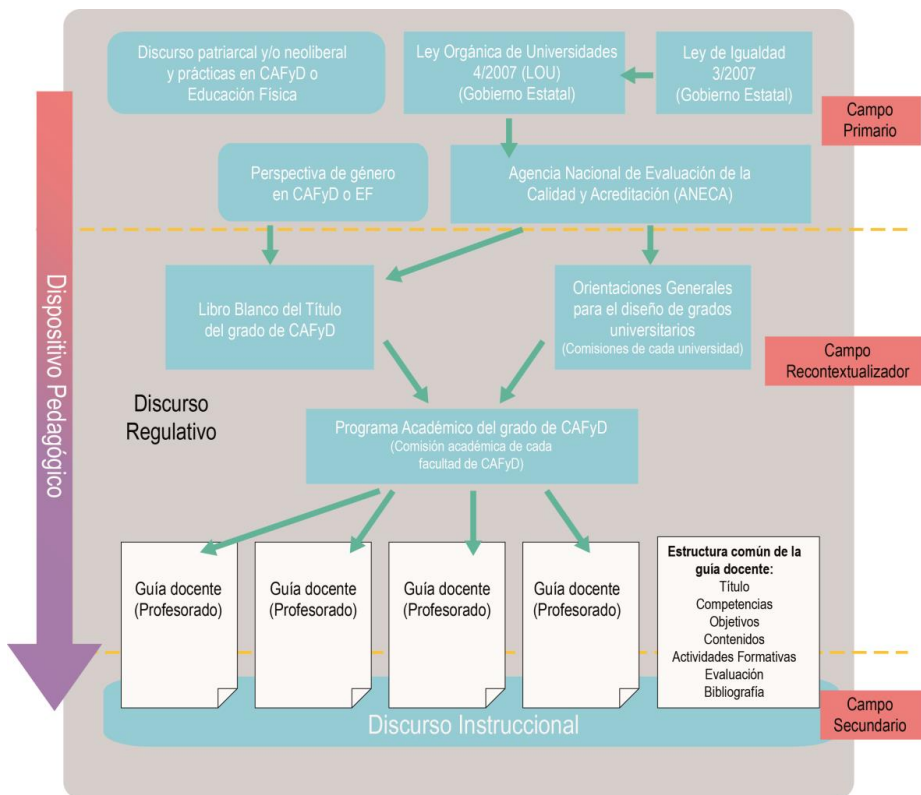 Discurso patriarcal y/o neoliberal
y prácticas en CAFyD o
Educación Física
Ley Orgánica de Universidades
4/2007 (LOU)
(Gobierno Estatal)
Ley de Igualdad
3/2007
(Gobierno Estatal)
Campo
Primario
Perspectiva de género
en CAFyD o EF
Agencia Nacional de Evaluación de la
Calidad y Acreditación (ANECA)
Dispositivo Pedagógico
Libro Blanco del Título
del grado de CAFyD
Orientaciones Generales
para el diseño de grados
universitarios
(Comisiones de cada universidad)
Campo
Recontextualizador
Discurso
Regulativo
Programa Académico del grado de CAFyD
(Comisión académica de cada
facultad de CAFyD)
Guía docente
(Profesorado)
Guía docente
(Profesorado)
Guía docente
(Profesorado)
Guía docente
(Profesorado)
Estructura común de la
guía docente:
Título
Competencias
Objetivos
Contenidos
Actividades Formativas
Evaluación
Bibliografía
Discurso Instruccional
Campo
Secundario